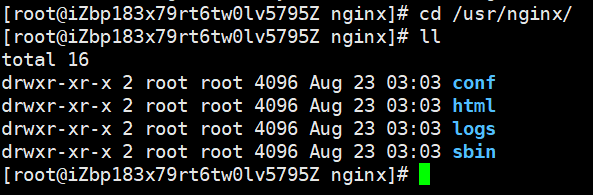 [root@iZbp183x79rt6tw0lv5795Z nginx]# cd /usr/nginx/
[root@iZbp183x79rt6tw0lv5795Z nginx]# ll
total 16
drwxr-xr-x 2 root root 4096 Aug 23 03:03 conf
drwxr-xr-x 2 root root 4096 Aug 23 03:03 html
drwxr-xr-x 2 root root 4096 Aug 23 03:03 logs
drwxr-xr-x 2 root root 4096 Aug 23 03:03 sbin
[root@iZbp183x79rt6tw0lv5795Z nginx]#